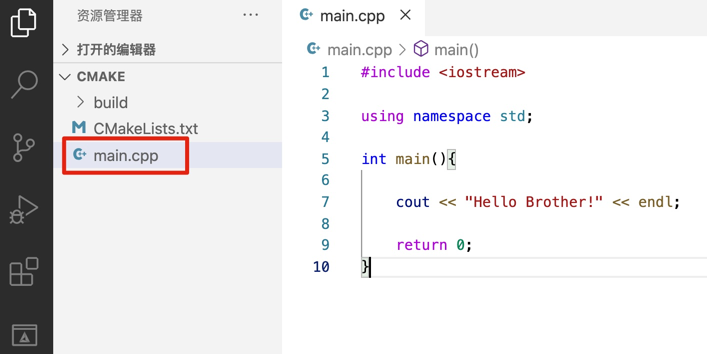 资源管理器 ···
打开的编辑器
CMAKE
build
CMakeLists.txt
main.cpp
main.cpp
main.cpp > main()
1 #include <iostream>
2
3 using namespace std;
4
5 int main(){
6
7 cout << "Hello Brother!" << endl;
8
9 return 0;
10 }